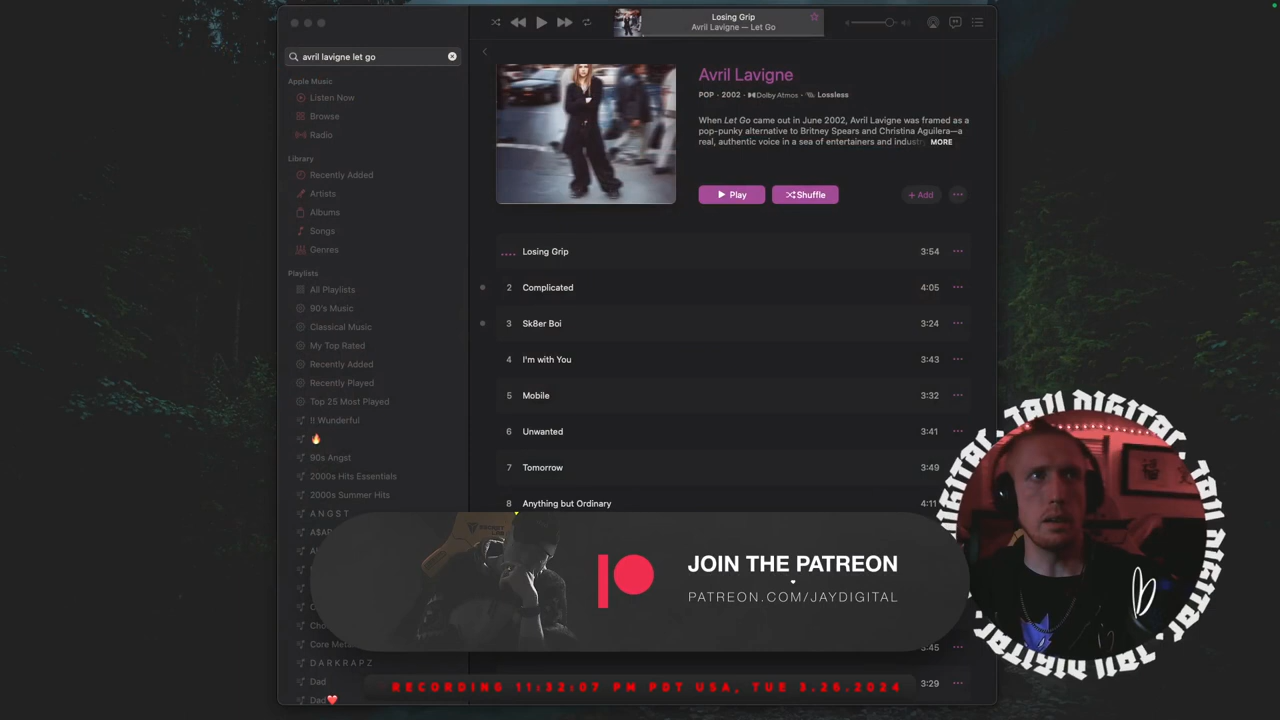 Losing Grip
Avril Lavigne — Let Go
avril lavigne let go
Apple Music
Listen Now
Browse
Radio
Library
Recently Added
Artists
Albums
Songs
Genres
Playlists
All Playlists
90's Music
Classical Music
My Top Rated
Recently Added
Recently Played
Top 25 Most Played
!! Wonderful
🔥
90s Angst
2000s Hits Essentials
2000s Summer Hits
A N G S T
Core Met
D A R K R A P Z
Dad
Dad❤️
Avril Lavigne
POP · 2002 · Dolby Atmos · Lossless
When Let Go came out in June 2002, Avril Lavigne was framed as a
pop-punky alternative to Britney Spears and Christina Aguilera—a
real, authentic voice in a sea of entertainers and industry MORE
Play
Shuffle
+ Add
Losing Grip 3:54
2 Complicated 4:05
3 Sk8er Boi 3:24
4 I'm with You 3:43
5 Mobile 3:32
6 Unwanted 3:41
7 Tomorrow 3:49
8 Anything but Ordinary 4:11
3:45
3:29
JOIN THE PATREON
PATREON.COM/JAYDIGITAL
RECORDING 11:32:07 PM PDT USA, TUE 3.26.2024